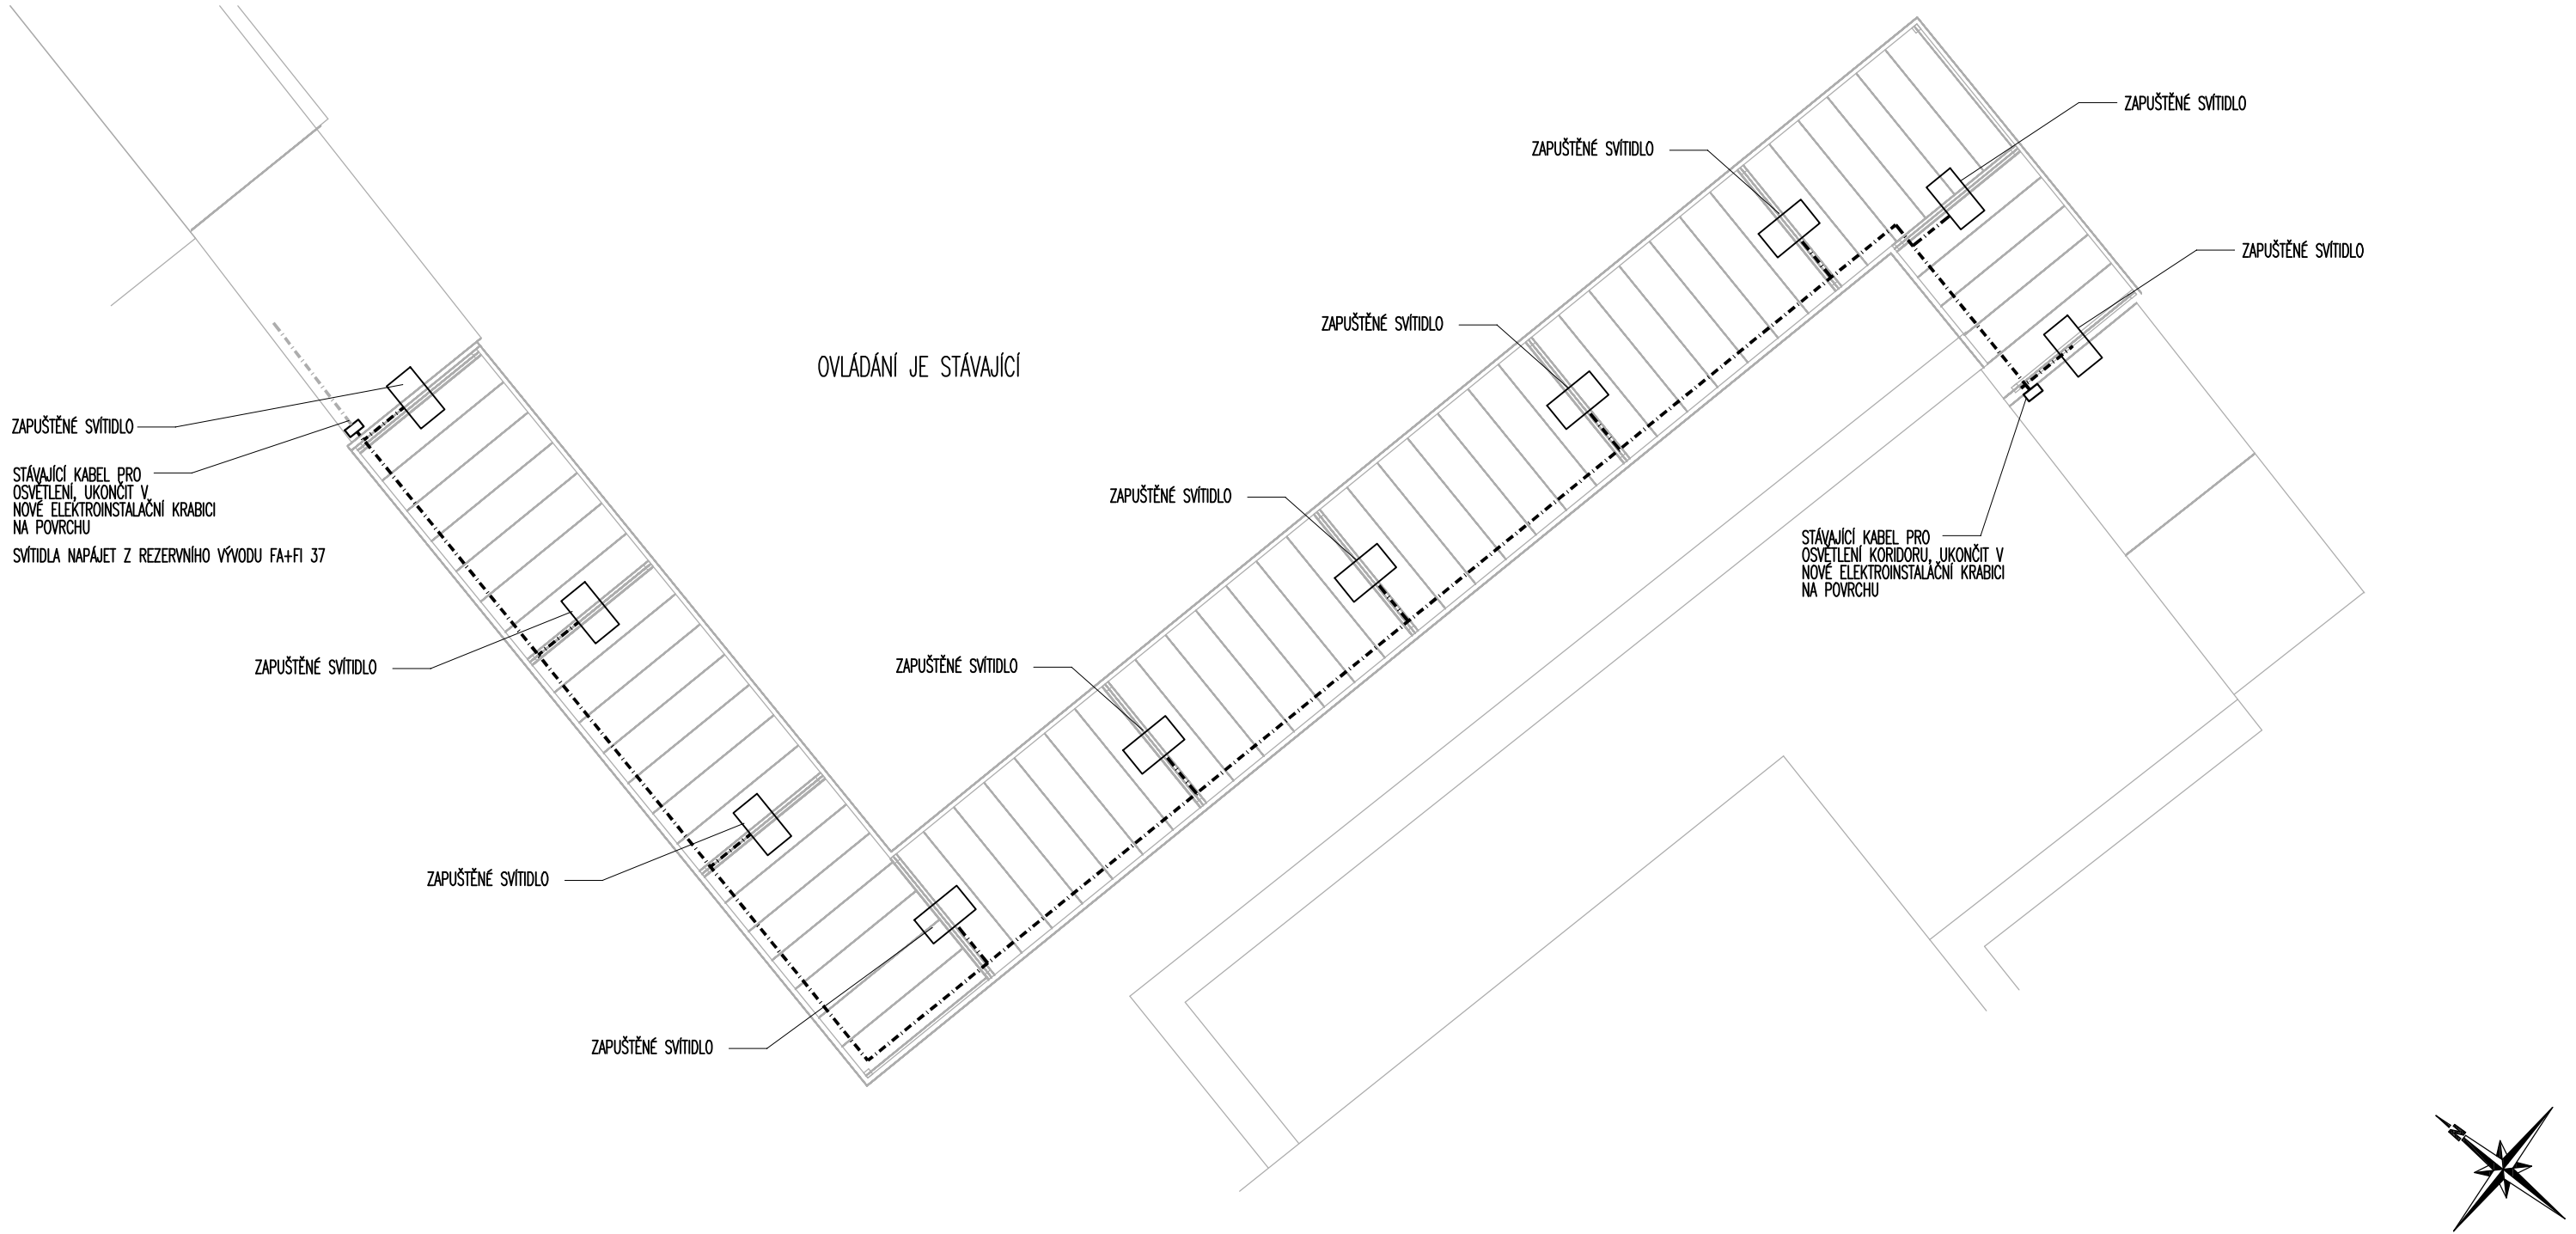 ZAPUŠTĚNÉ SVÍTIDLO
ZAPUŠTĚNÉ SVÍTIDLO
ZAPUŠTĚNÉ SVÍTIDLO
ZAPUŠTĚNÉ SVÍTIDLO
OVLÁDÁNÍ JE STÁVAJÍCÍ
ZAPUŠTĚNÉ SVÍTIDLO
STÁVAJÍCÍ KABEL PRO
OSVĚTLENÍ, UKONČIT V
NOVÉ ELEKTROINSTALAČNÍ KRABICI
NA POVRCHU
SVÍTIDLA NAPÁJET Z REZERVNÍHO VÝVODU FA+FI 37
ZAPUŠTĚNÉ SVÍTIDLO
STÁVAJÍCÍ KABEL PRO
OSVĚTLENÍ KORIDORU, UKONČIT V
NOVÉ ELEKTROINSTALAČNÍ KRABICI
NA POVRCHU
ZAPUŠTĚNÉ SVÍTIDLO
ZAPUŠTĚNÉ SVÍTIDLO
ZAPUŠTĚNÉ SVÍTIDLO
ZAPUŠTĚNÉ SVÍTIDLO
N